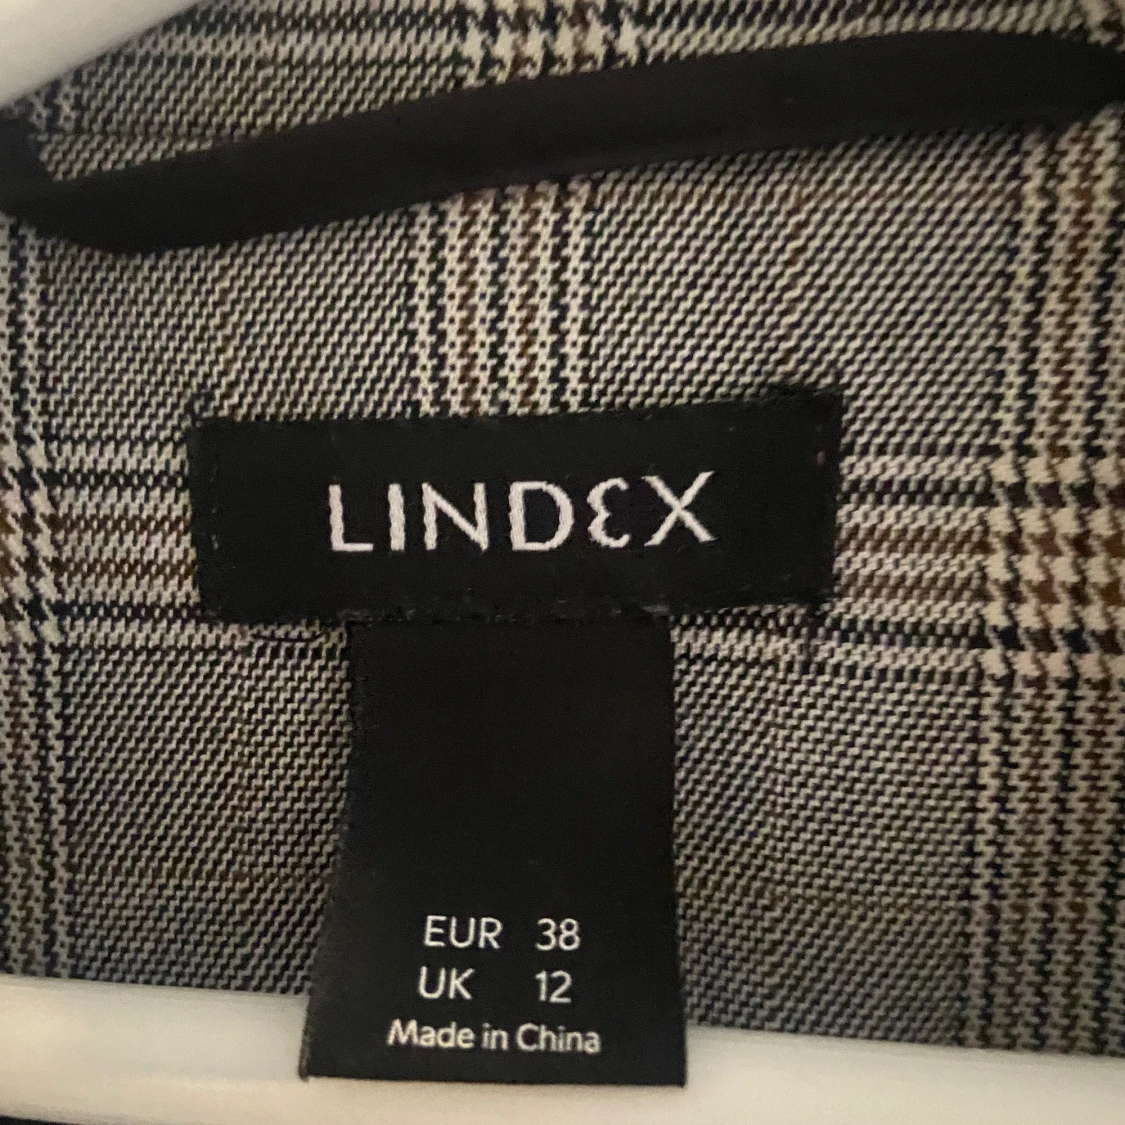 LINDEX
EUR 38
UK 12
Made in China